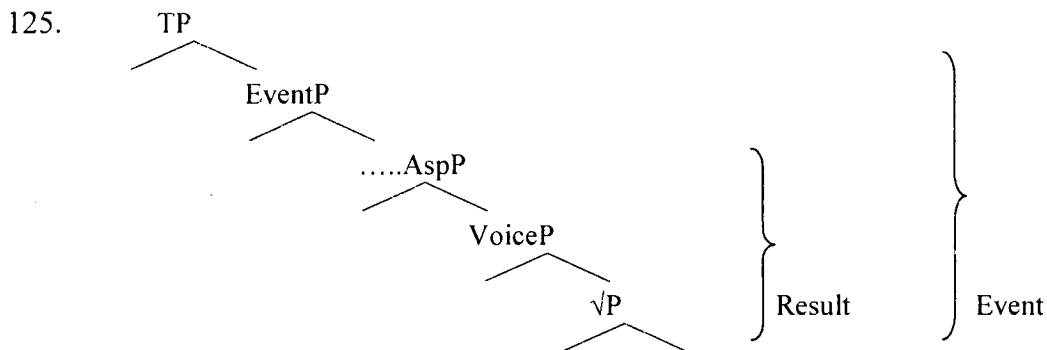 125. TP
EventP
.....AspP
VoiceP
√P Result Event